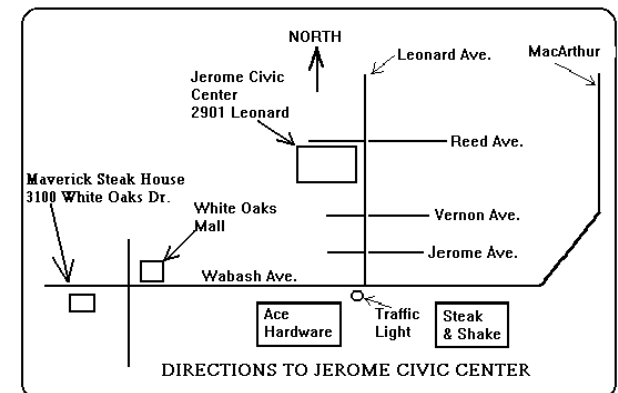 NORTH
Leonard Ave.
MacArthur
Jerome Civic
Center
2901 Leonard
Reed Ave.
Maverick Steak House
3100 White Oaks Dr.
White Oaks
Mall
Vernon Ave.
Jerome Ave.
Wabash Ave.
Ace
Hardware
Traffic
Light
Steak
& Shake
DIRECTIONS TO JEROME CIVIC CENTER